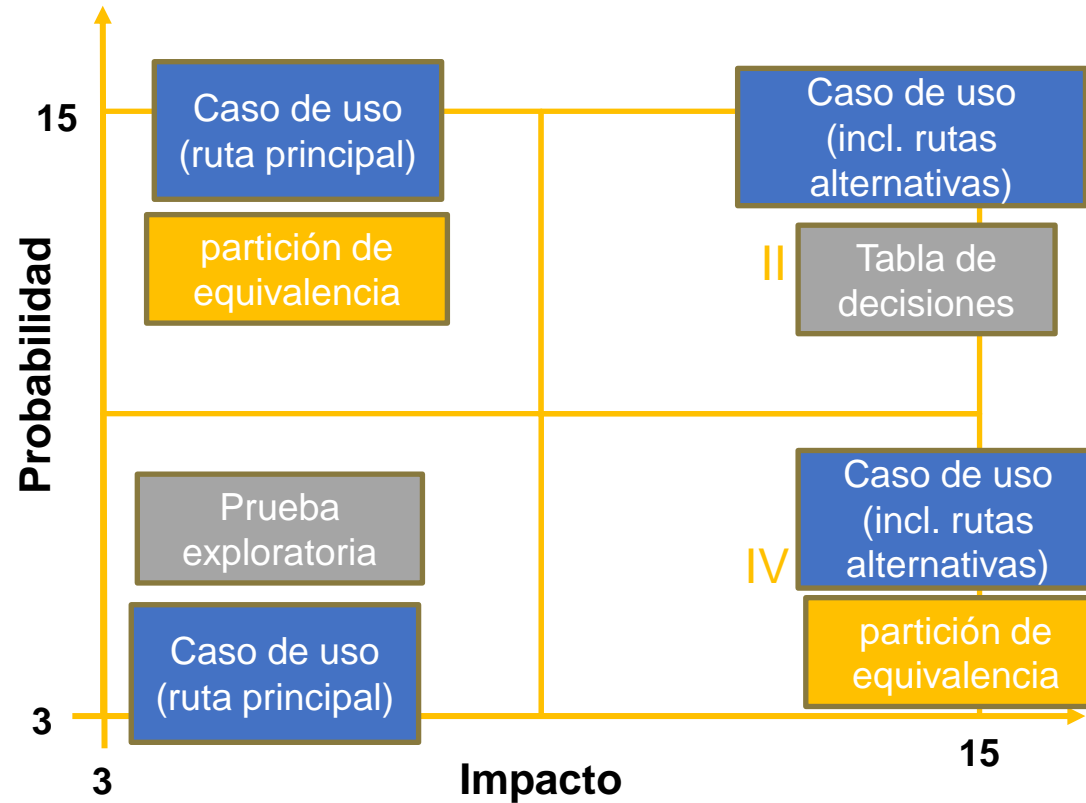 15
Probabilidad
3
3
Impacto
15
Caso de uso
(ruta principal)
partición de
equivalencia
Caso de uso
(incl. rutas
alternativas)
II
Tabla de
decisiones
Prueba
exploratoria
Caso de uso
(ruta principal)
IV
Caso de uso
(incl. rutas
alternativas)
partición de
equivalencia